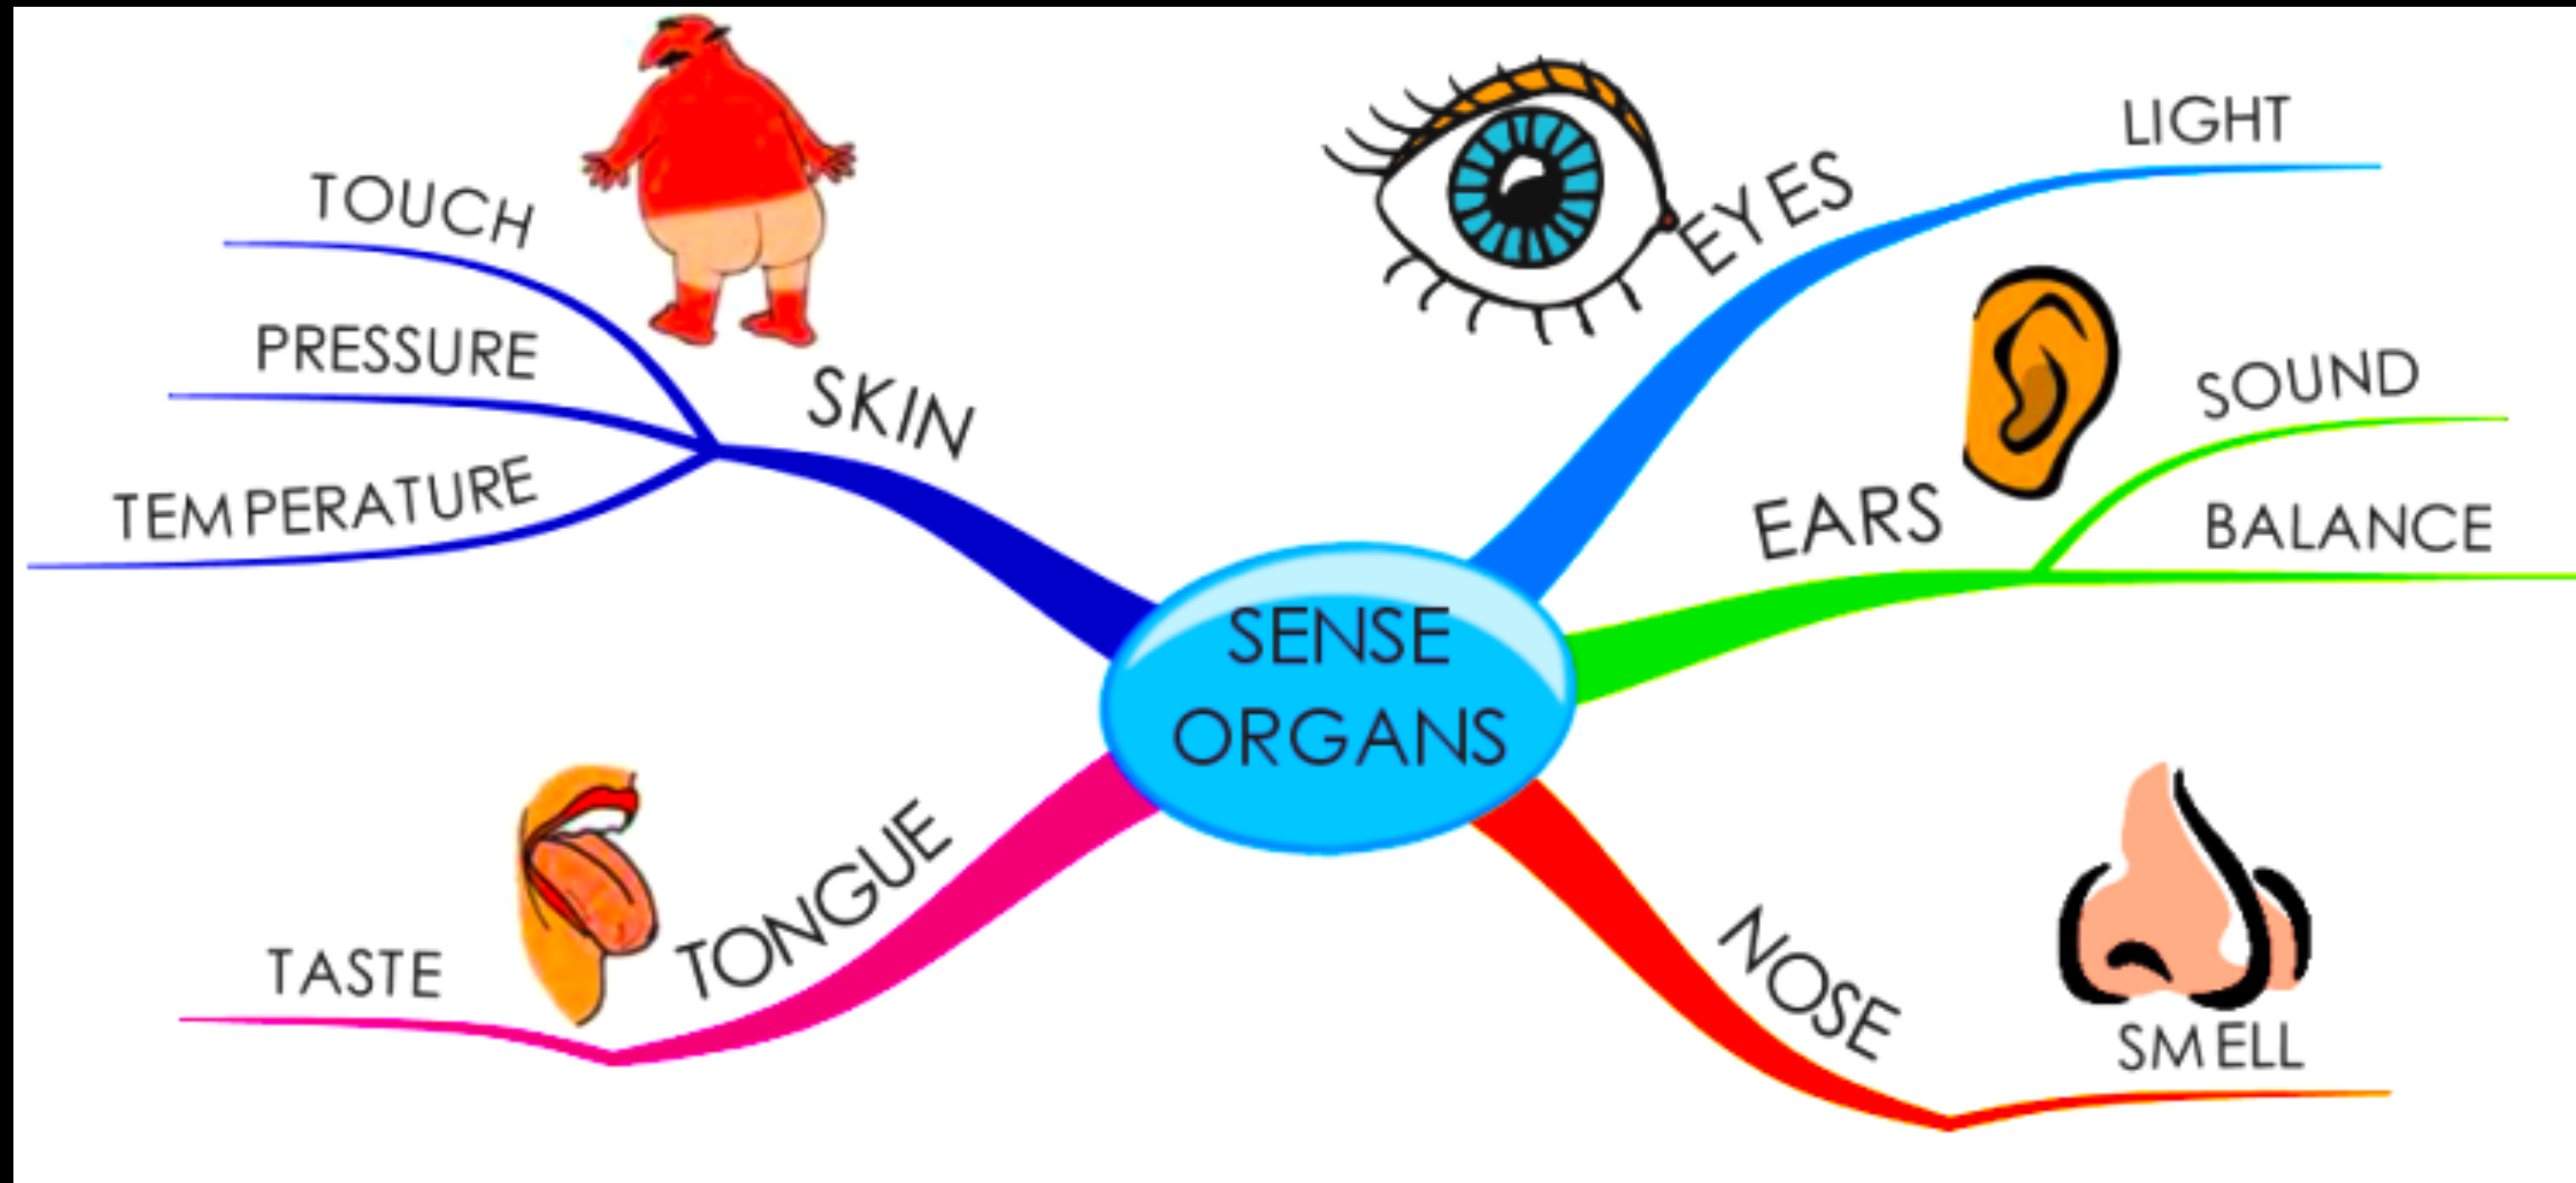 SENSE
ORGANS
EYES
LIGHT
EARS
SOUND
BALANCE
NOSE
SMELL
TONGUE
TASTE
SKIN
TOUCH
PRESSURE
TEMPERATURE